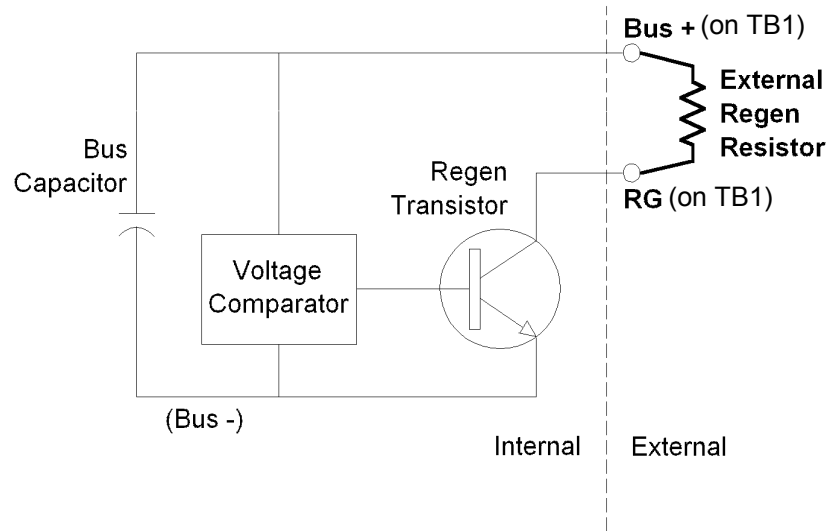 Bus + (on TB1)
External
Regen
Resistor
RG (on TB1)
Bus
Capacitor
Regen
Transistor
Voltage
Comparator
(Bus -)
Internal
External